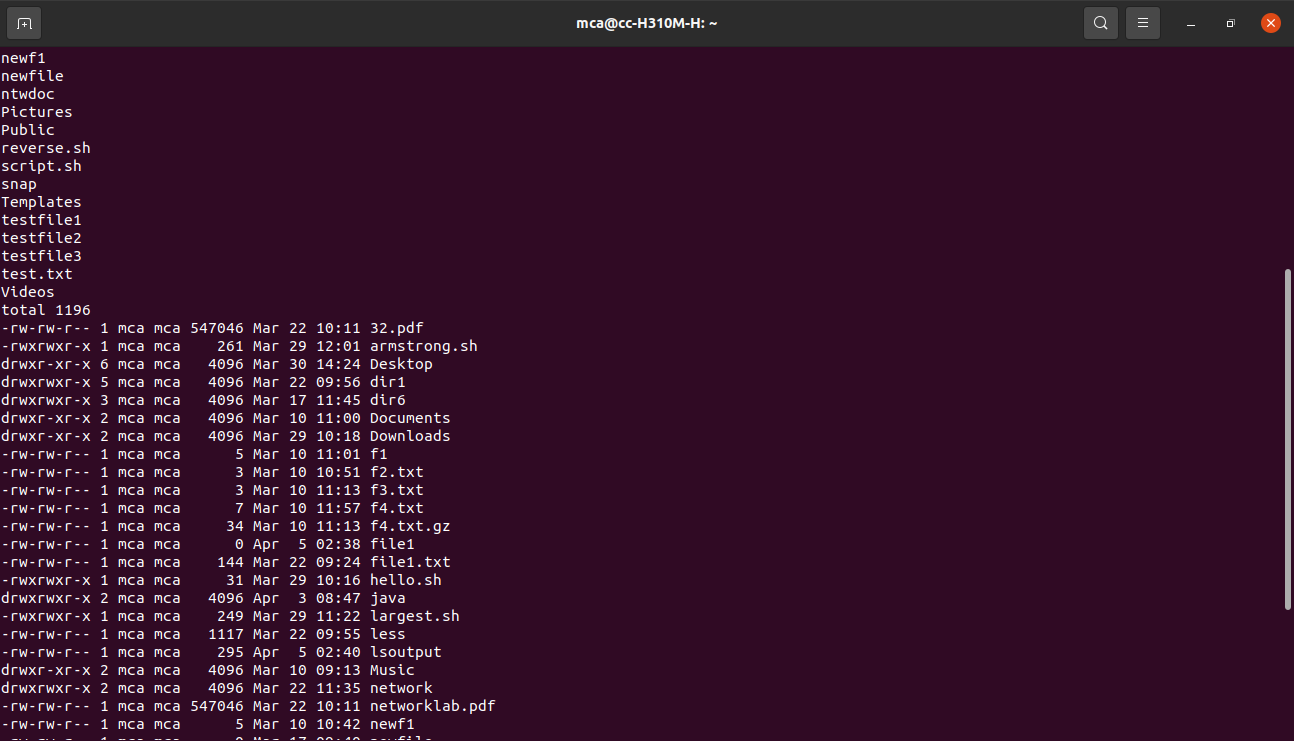 mca@cc-H310M-H: ~
newf1
newfile
ntwdoc
Pictures
Public
reverse.sh
script.sh
snap
Templates
testfile1
testfile2
testfile3
test.txt
Videos
total 1196
-rw-rw-r-- 1 mca mca 547046 Mar 22 10:11 32.pdf
-rwxrwxr-x 1 mca mca    261 Mar 29 12:01 armstrong.sh
drwxr-xr-x 6 mca mca   4096 Mar 30 14:24 Desktop
drwxrwxr-x 5 mca mca   4096 Mar 22 09:56 dir1
drwxrwxr-x 3 mca mca   4096 Mar 17 11:45 dir6
drwxr-xr-x 2 mca mca   4096 Mar 10 11:00 Documents
drwxr-xr-x 2 mca mca   4096 Mar 29 10:18 Downloads
-rw-rw-r-- 1 mca mca      5 Mar 10 11:01 f1
-rw-rw-r-- 1 mca mca      3 Mar 10 10:51 f2.txt
-rw-rw-r-- 1 mca mca      3 Mar 10 11:13 f3.txt
-rw-rw-r-- 1 mca mca      7 Mar 10 11:57 f4.txt
-rw-rw-r-- 1 mca mca     34 Mar 10 11:13 f4.txt.gz
-rw-rw-r-- 1 mca mca      0 Apr  5 02:38 file1
-rw-rw-r-- 1 mca mca    144 Mar 22 09:24 file1.txt
-rwxrwxr-x 1 mca mca     31 Mar 29 10:16 hello.sh
drwxrwxr-x 2 mca mca   4096 Apr  3 08:47 java
-rwxrwxr-x 1 mca mca    249 Mar 29 11:22 largest.sh
-rw-rw-r-- 1 mca mca   1117 Mar 22 09:55 less
-rw-rw-r-- 1 mca mca    295 Apr  5 02:40 lsoutput
drwxr-xr-x 2 mca mca   4096 Mar 10 09:13 Music
drwxrwxr-x 2 mca mca   4096 Mar 22 11:35 network
-rw-rw-r-- 1 mca mca 547046 Mar 22 10:11 networklab.pdf
-rw-rw-r-- 1 mca mca      5 Mar 10 10:42 newf1